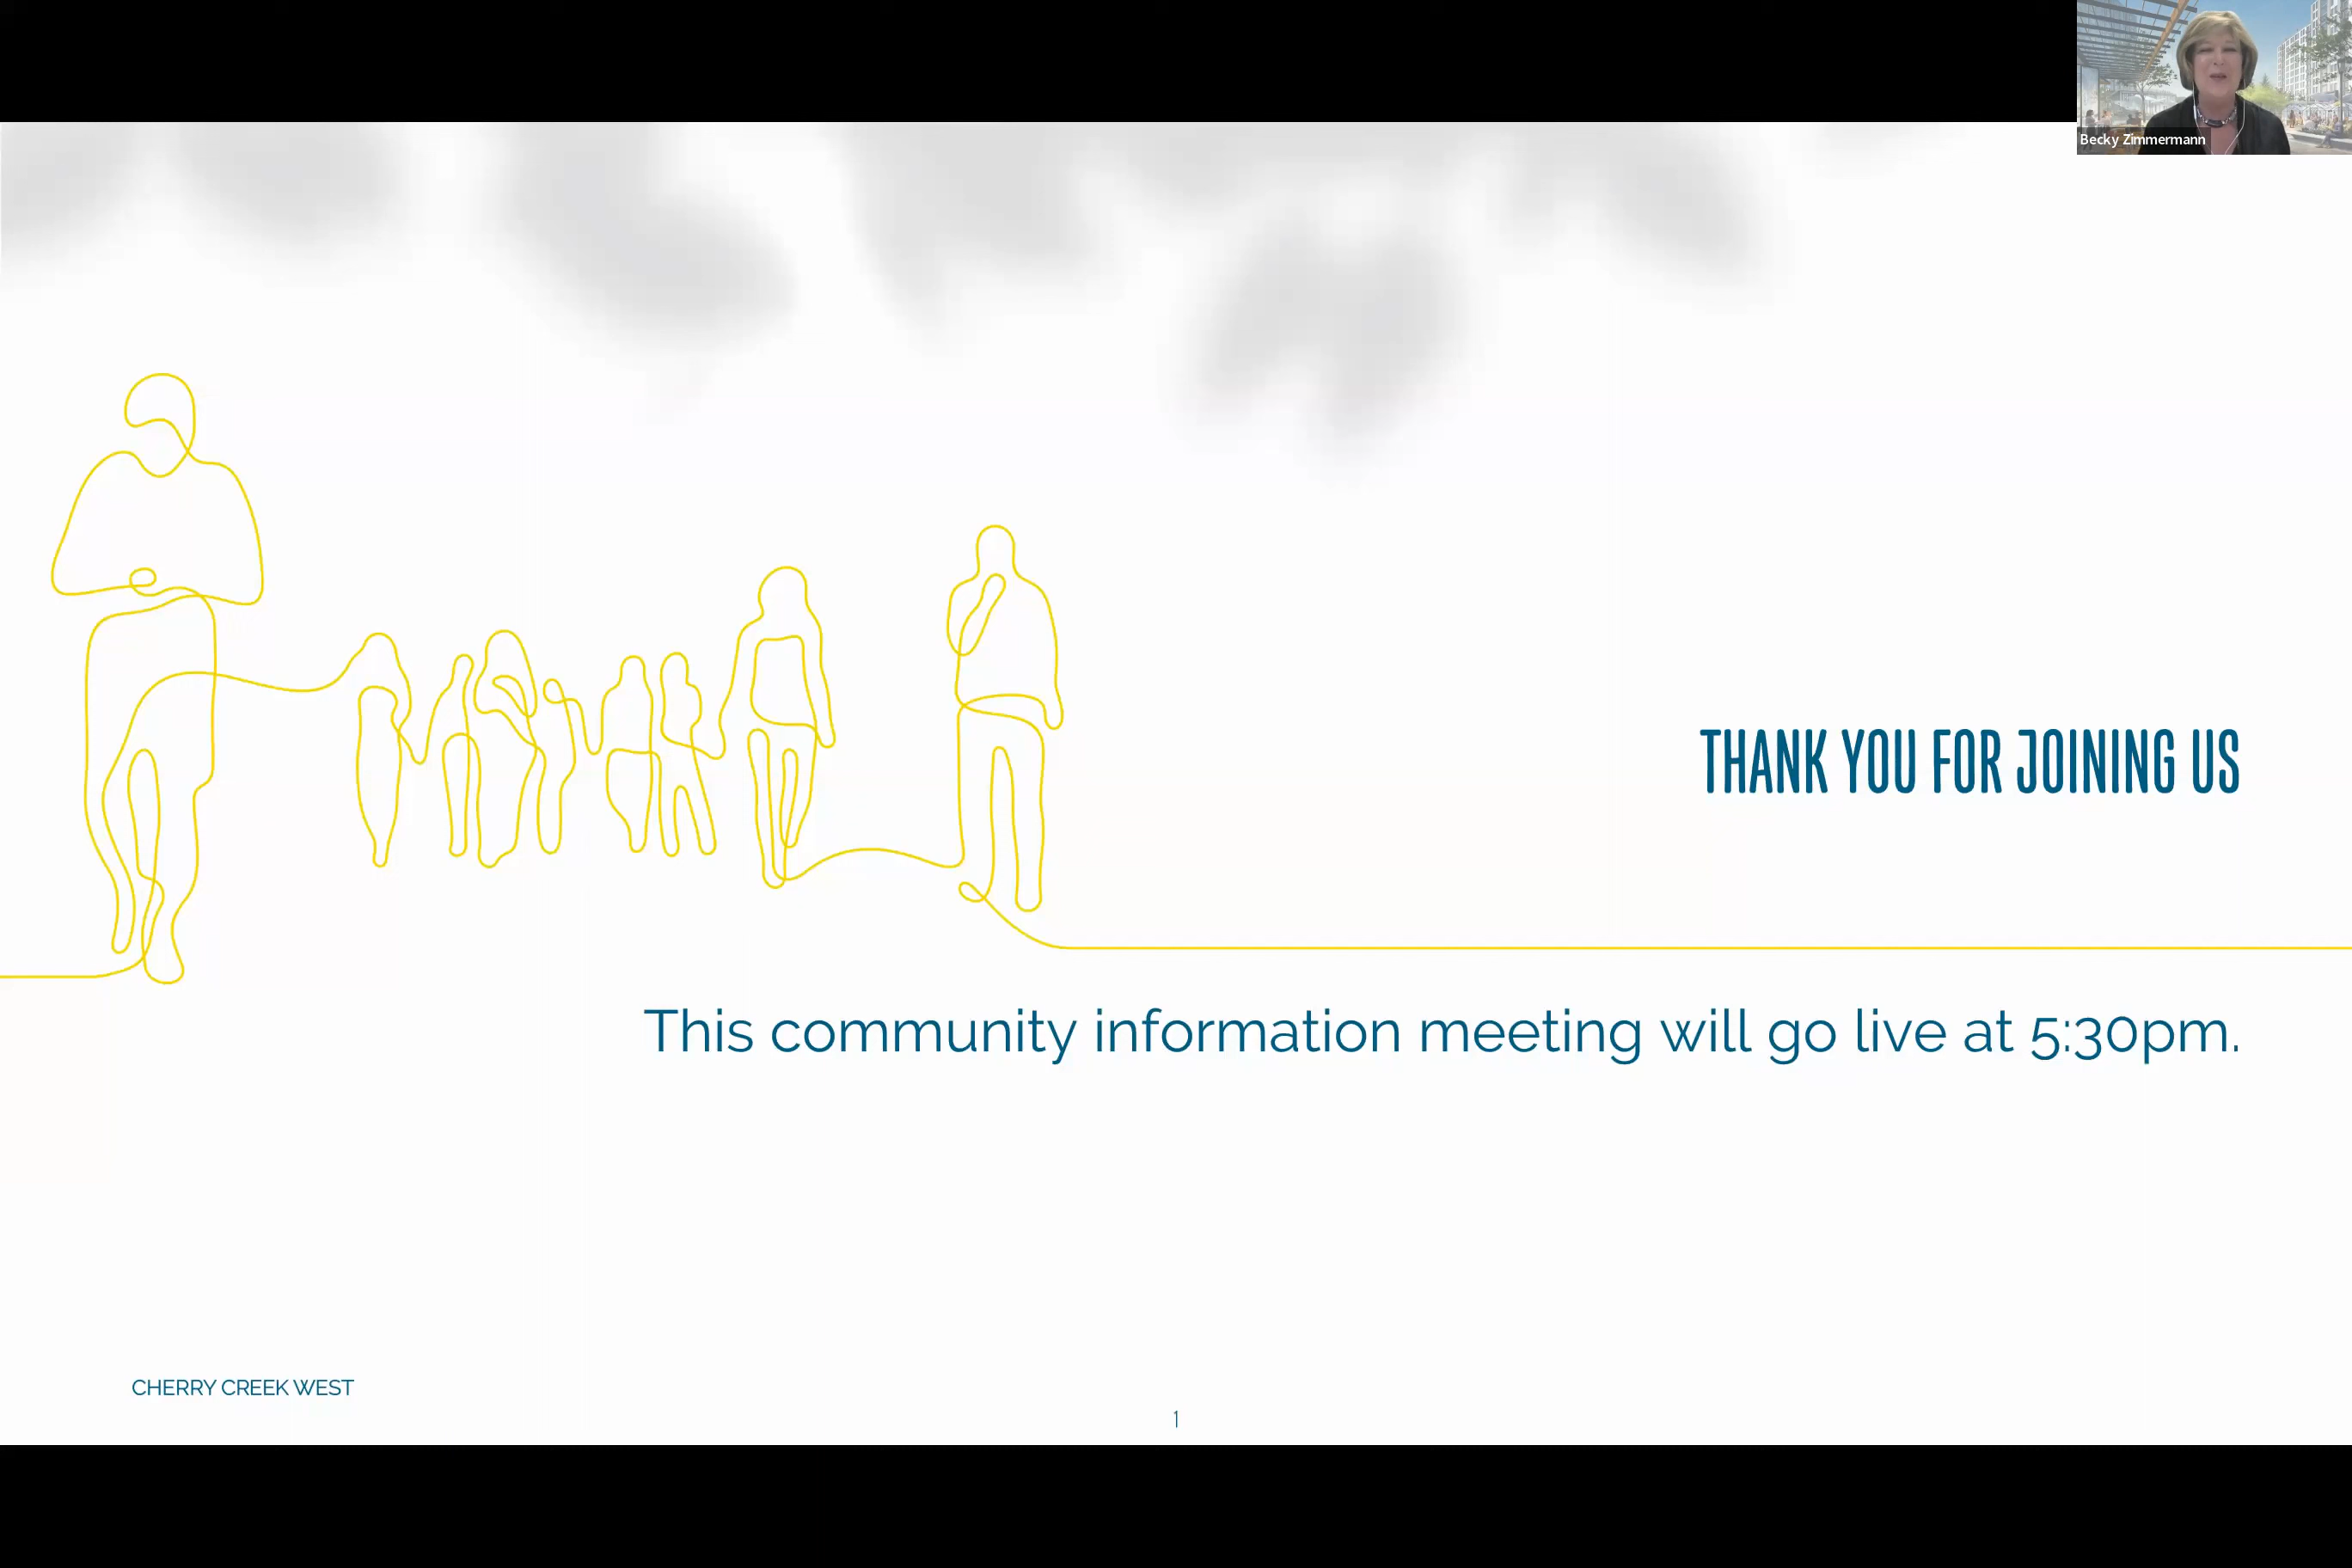 Becky Zimmermann
THANK YOU FOR JOINING US
This community information meeting will go live at 5:30pm.
CHERRY CREEK WEST
1